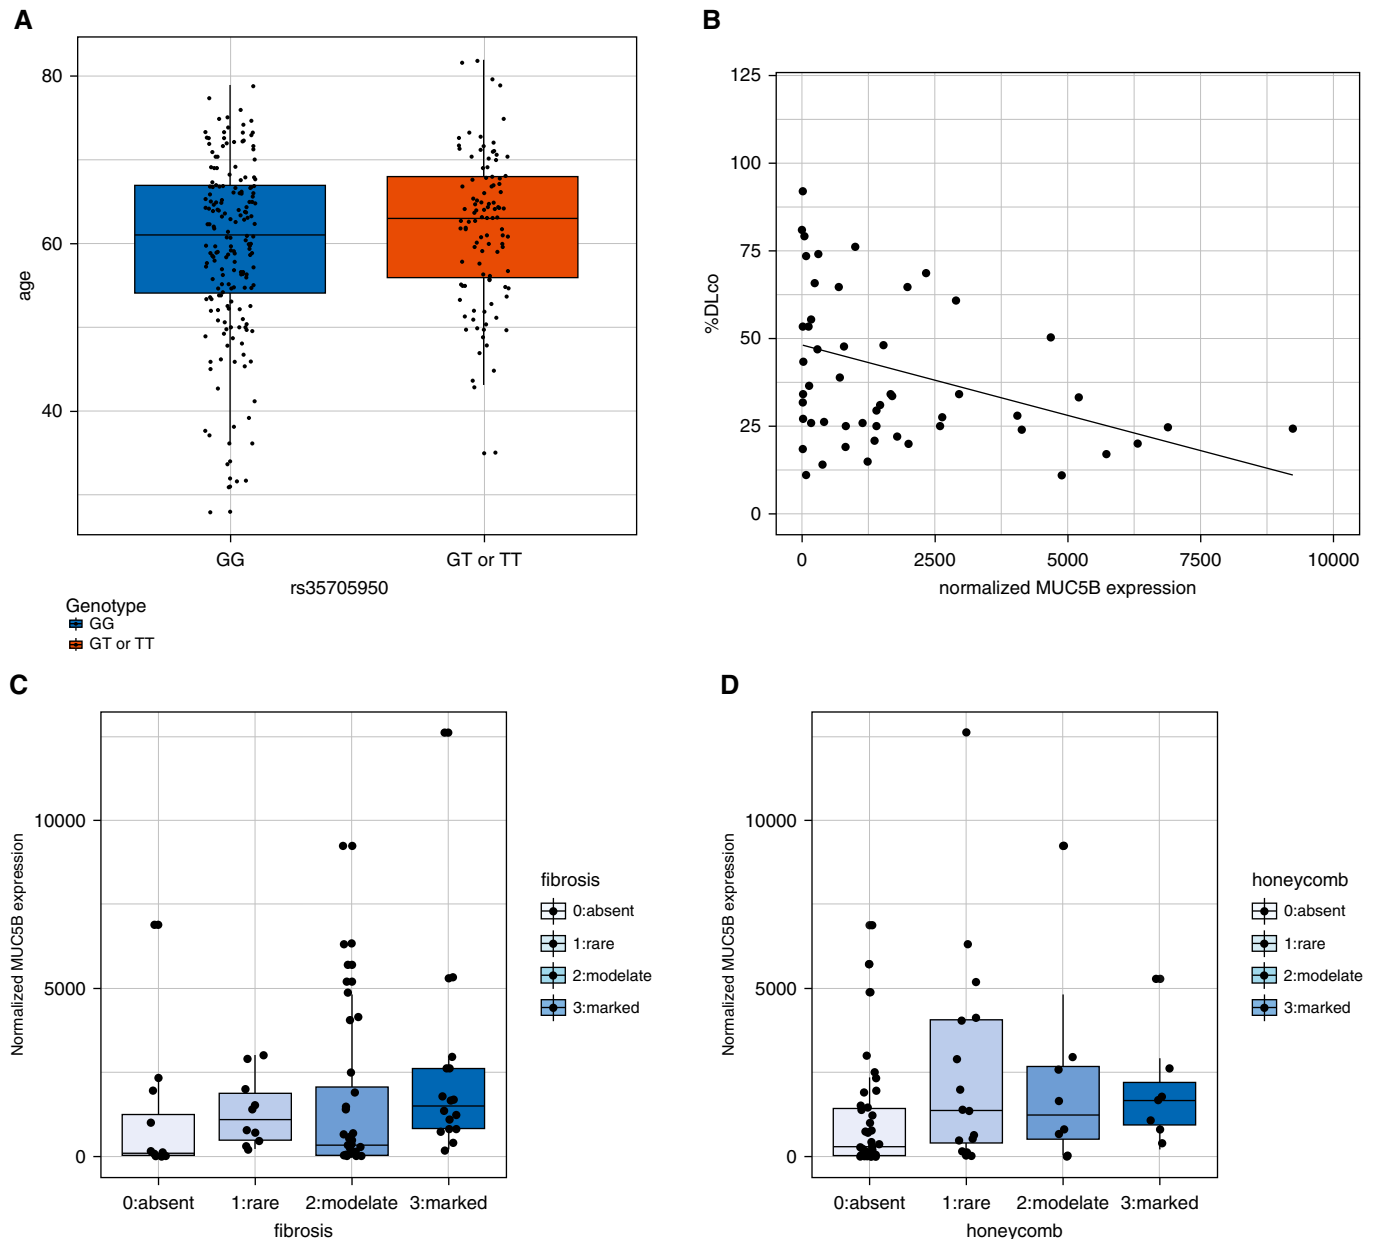 A
80
60
40
age
GG
GT or TT
rs35705950
Genotype
GG
GT or TT
B
125
100
75
50
25
0
%DLco
0
2500
5000
7500
10000
normalized MUC5B expression
C
10000
5000
0
Normalized MUC5B expression
0:absent
1:rare
2:modelate
3:marked
fibrosis
fibrosis
0:absent
1:rare
2:modelate
3:marked
D
10000
5000
0
Normalized MUC5B expression
0:absent
1:rare
2:modelate
3:marked
honeycomb
honeycomb
0:absent
1:rare
2:modelate
3:marked